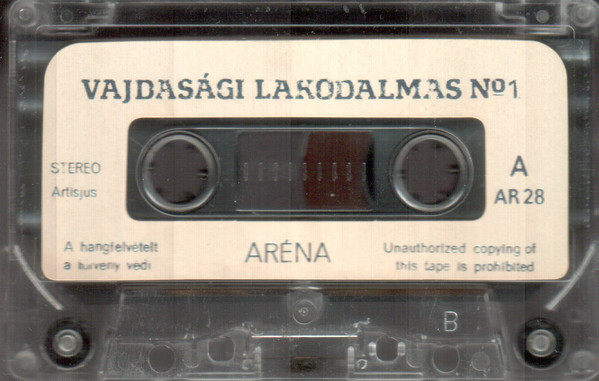 VAJDASÁGI LAKODALMAS Nº1
STEREO
Artisjus
A
AR 28
A hangfelvételt
a törvény védi
ARÉNA
Unauthorized copying of
this tape is prohibited
B